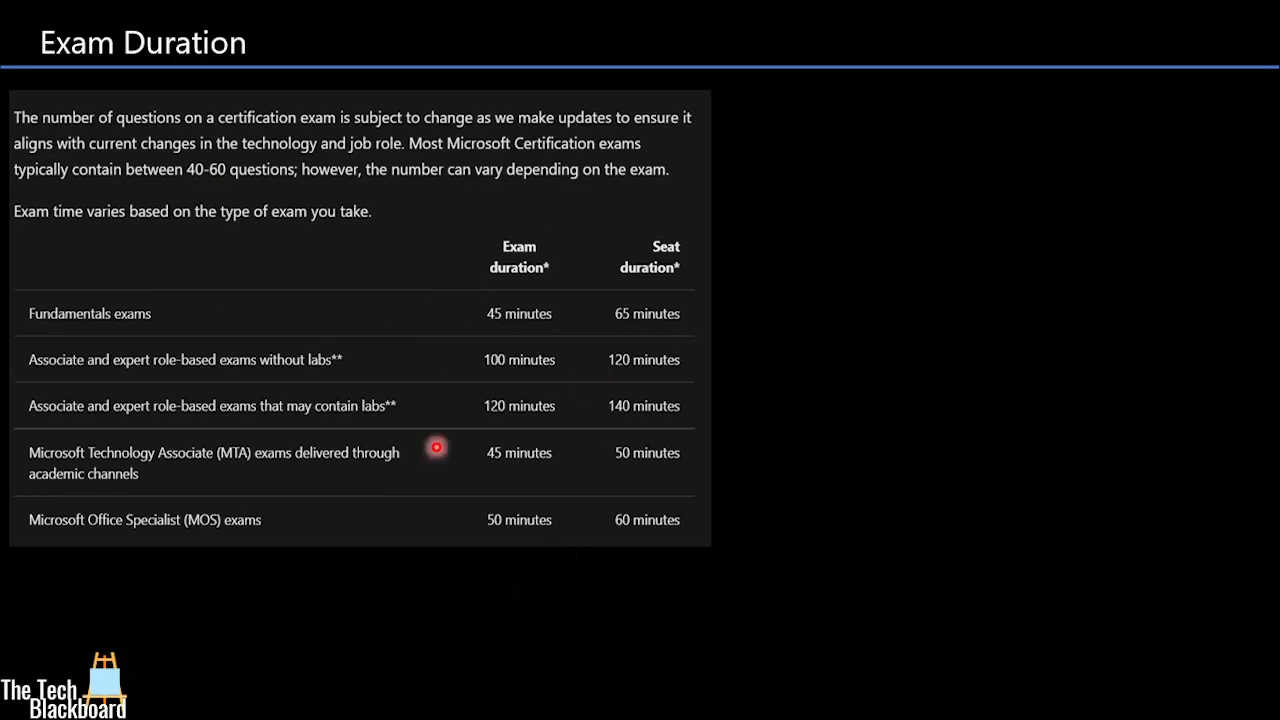 Exam Duration
The number of questions on a certification exam is subject to change as we make updates to ensure it
aligns with current changes in the technology and job role. Most Microsoft Certification exams
typically contain between 40-60 questions; however, the number can vary depending on the exam.
Exam time varies based on the type of exam you take.
Exam duration* Seat duration*
Fundamentals exams 45 minutes 65 minutes
Associate and expert role-based exams without labs** 100 minutes 120 minutes
Associate and expert role-based exams that may contain labs** 120 minutes 140 minutes
Microsoft Technology Associate (MTA) exams delivered through 45 minutes 50 minutes
academic channels
Microsoft Office Specialist (MOS) exams 50 minutes 60 minutes
The Tech
Blackboard